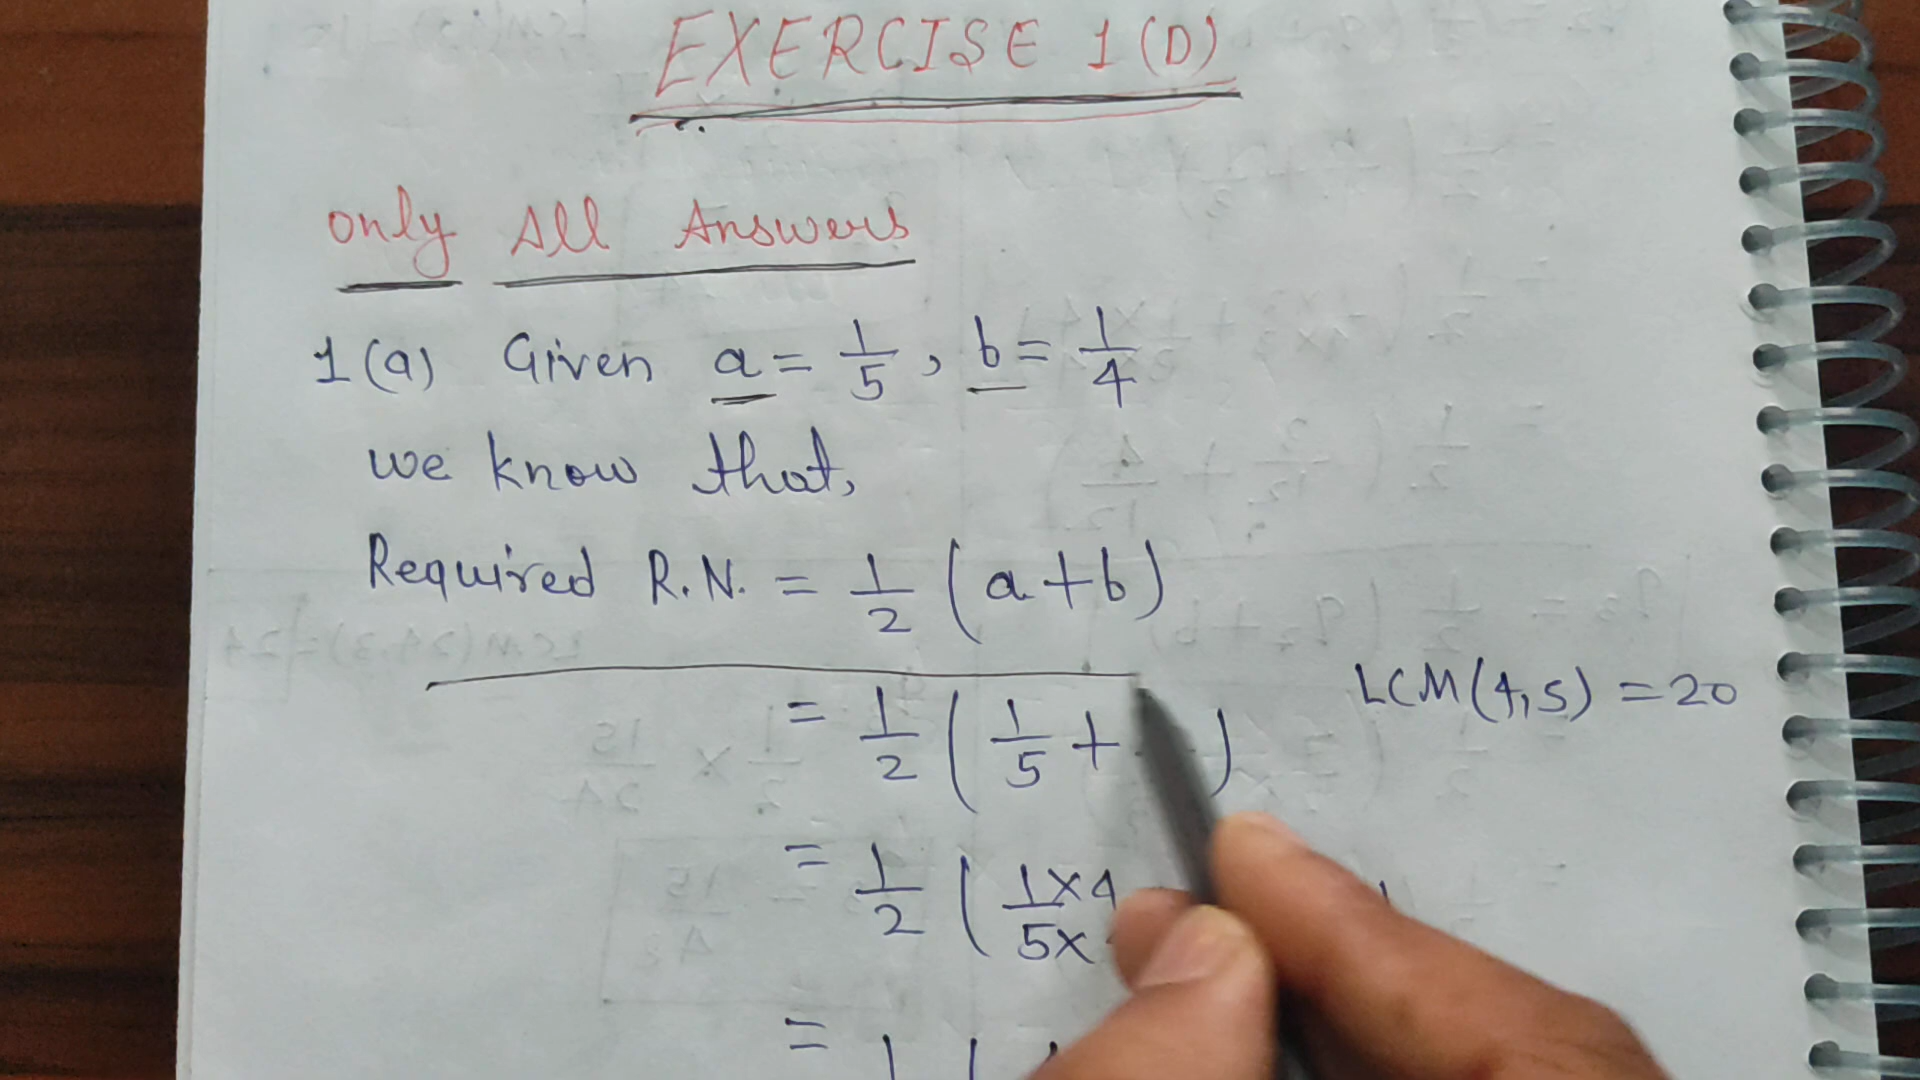 EXERCISE 1(D)
only All Answers
1(a) Given a = 1/5, b = 1/4
we know that,
Required R.N. = 1/2 (a+b)
= 1/2 (1/5 + )
LCM(4,5) = 20
= 1/2 (1×4 / 5×
=